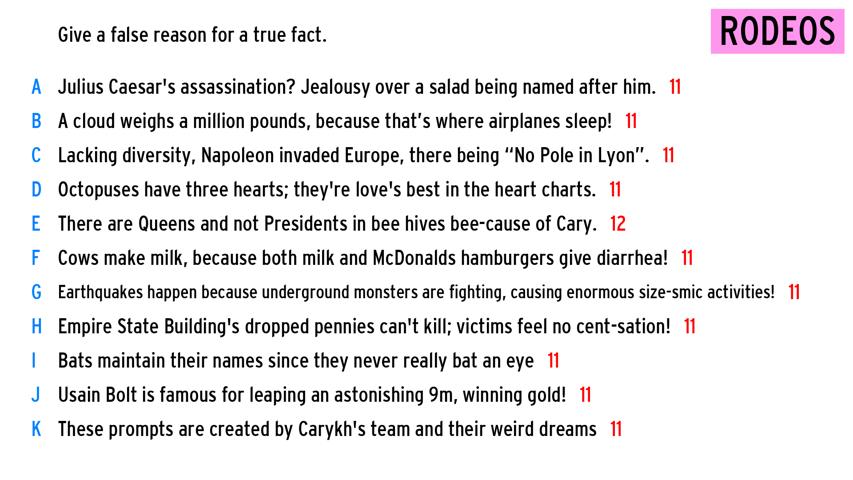 Give a false reason for a true fact.
RODEOS
A Julius Caesar's assassination? Jealousy over a salad being named after him. 11
B A cloud weighs a million pounds, because that’s where airplanes sleep! 11
C Lacking diversity, Napoleon invaded Europe, there being “No Pole in Lyon”. 11
D Octopuses have three hearts; they're love's best in the heart charts. 11
E There are Queens and not Presidents in bee hives bee-cause of Cary. 12
F Cows make milk, because both milk and McDonalds hamburgers give diarrhea! 11
G Earthquakes happen because underground monsters are fighting, causing enormous size-smic activities! 11
H Empire State Building's dropped pennies can't kill; victims feel no cent-sation! 11
I Bats maintain their names since they never really bat an eye 11
J Usain Bolt is famous for leaping an astonishing 9m, winning gold! 11
K These prompts are created by Carykh's team and their weird dreams 11